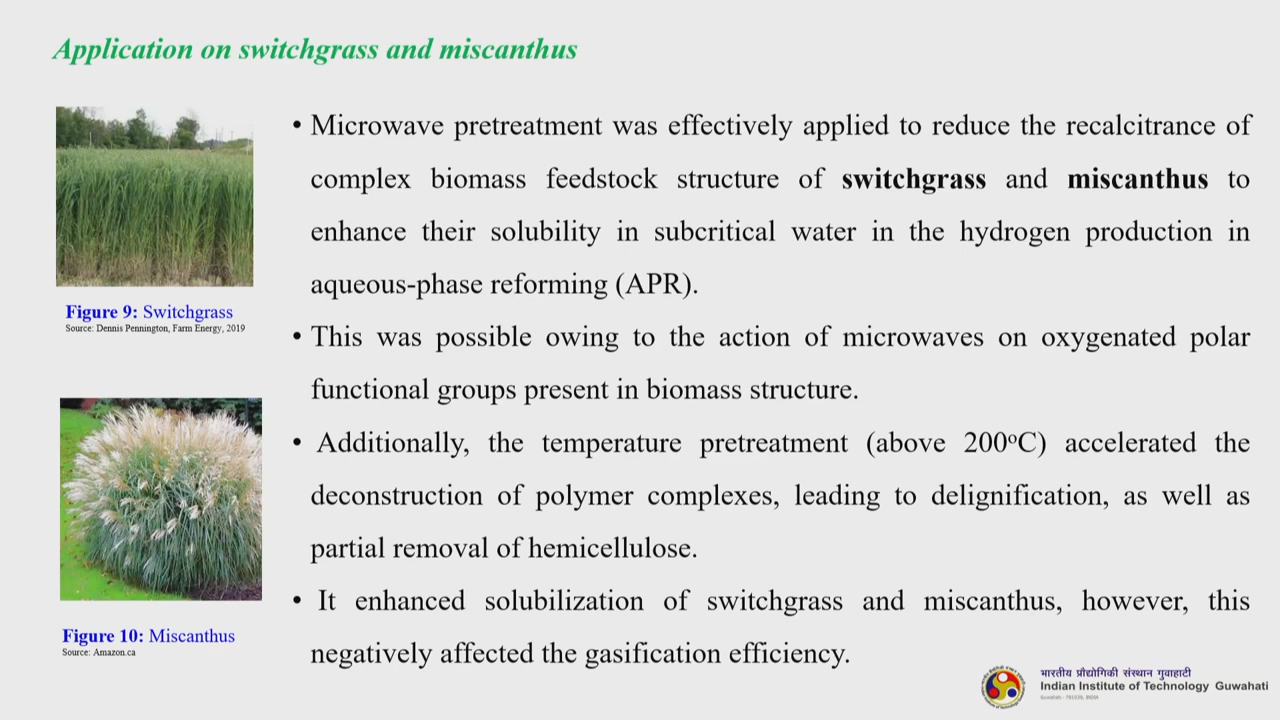 Application on switchgrass and miscanthus
Figure 9: Switchgrass
Source: Dennis Pennington, Farm Energy, 2019
Figure 10: Miscanthus
Source: Amazon.ca
• Microwave pretreatment was effectively applied to reduce the recalcitrance of
complex biomass feedstock structure of switchgrass and miscanthus to
enhance their solubility in subcritical water in the hydrogen production in
aqueous-phase reforming (APR).
• This was possible owing to the action of microwaves on oxygenated polar
functional groups present in biomass structure.
• Additionally, the temperature pretreatment (above 200ºC) accelerated the
deconstruction of polymer complexes, leading to delignification, as well as
partial removal of hemicellulose.
• It enhanced solubilization of switchgrass and miscanthus, however, this
negatively affected the gasification efficiency.
भारतीय प्रौद्योगिकी संस्थान गुवाहाटी
Indian Institute of Technology Guwahati
Guwahati - 781039, INDIA